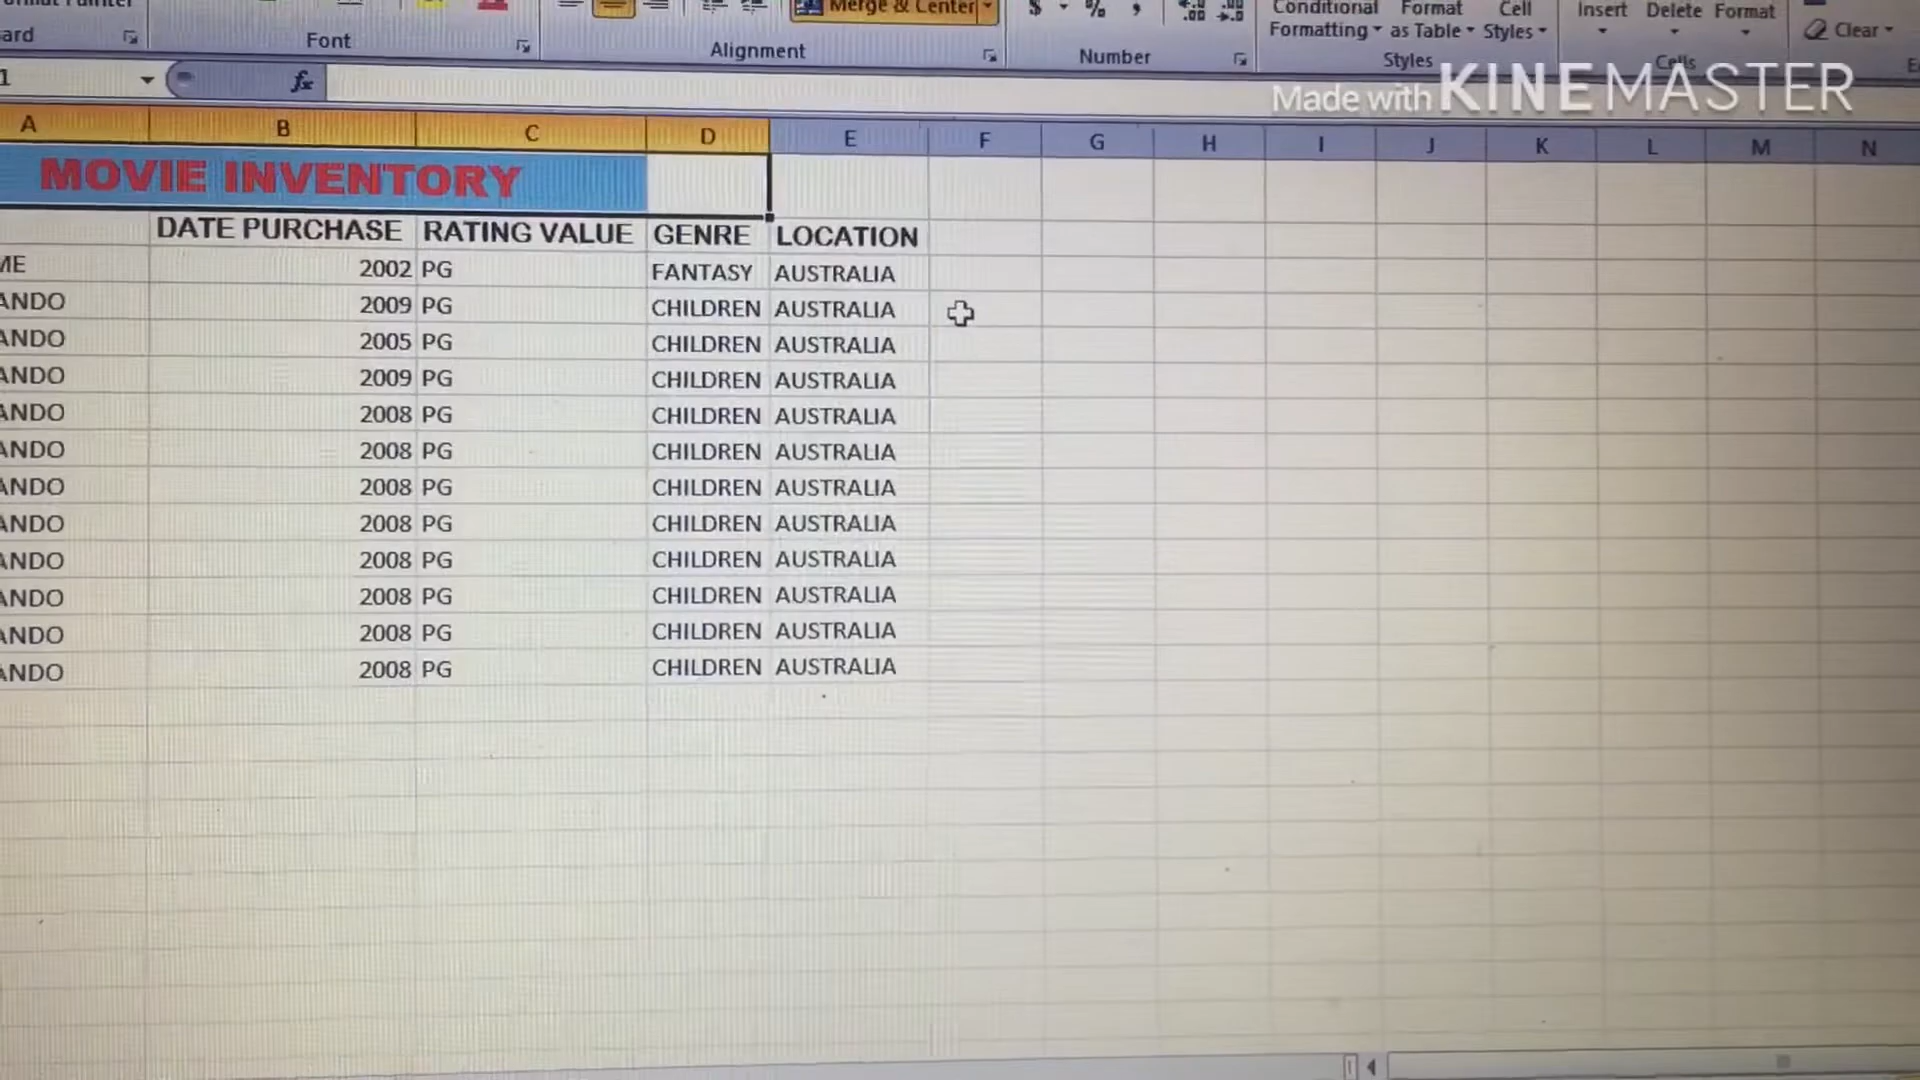 Font
Alignment
Merge & Center
Number
$ % ,
Conditional Formatting
Format as Table
Cell Styles
Styles
Insert Delete Format
Cells
Clear
fx
Made with KINEMASTER
A B C D E F G H I J K L M N
MOVIE INVENTORY
DATE PURCHASE RATING VALUE GENRE LOCATION
ME 2002 PG FANTASY AUSTRALIA
ANDO 2009 PG CHILDREN AUSTRALIA
ANDO 2005 PG CHILDREN AUSTRALIA
ANDO 2009 PG CHILDREN AUSTRALIA
ANDO 2008 PG CHILDREN AUSTRALIA
ANDO 2008 PG CHILDREN AUSTRALIA
ANDO 2008 PG CHILDREN AUSTRALIA
ANDO 2008 PG CHILDREN AUSTRALIA
ANDO 2008 PG CHILDREN AUSTRALIA
ANDO 2008 PG CHILDREN AUSTRALIA
ANDO 2008 PG CHILDREN AUSTRALIA
ANDO 2008 PG CHILDREN AUSTRALIA